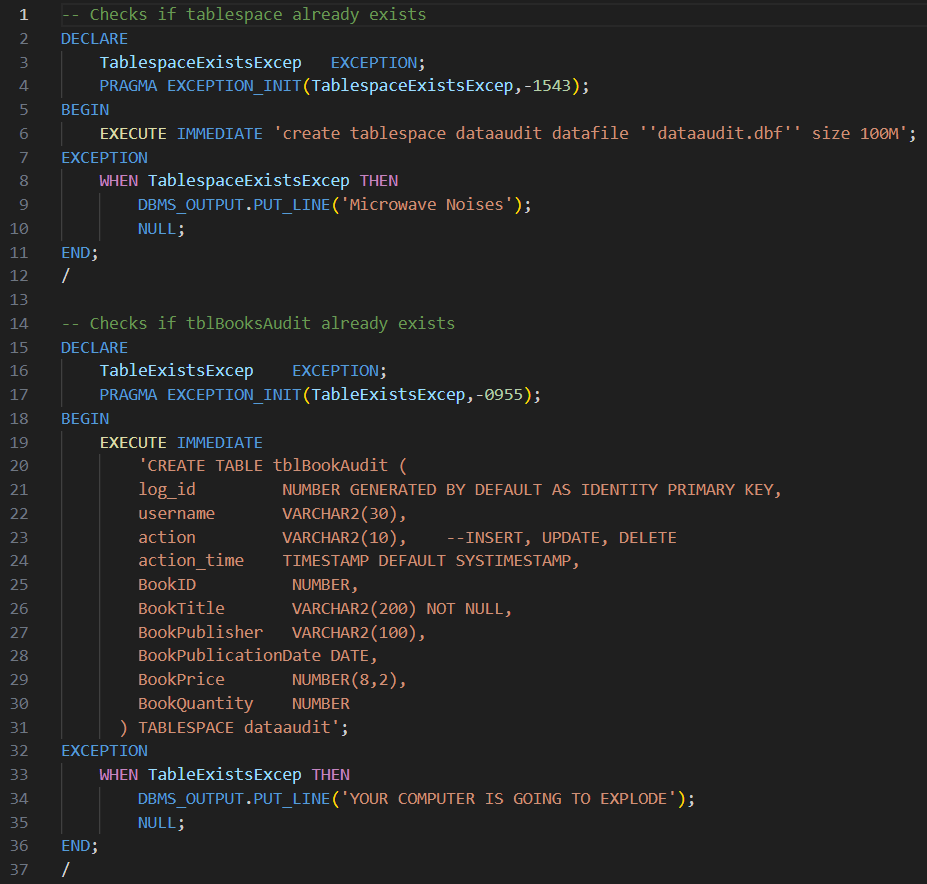 1 -- Checks if tablespace already exists
2 DECLARE
3     TablespaceExistsExcep   EXCEPTION;
4     PRAGMA EXCEPTION_INIT(TablespaceExistsExcep,-1543);
5 BEGIN
6     EXECUTE IMMEDIATE 'create tablespace dataaudit datafile ''dataaudit.dbf'' size 100M';
7 EXCEPTION
8     WHEN TablespaceExistsExcep THEN
9         DBMS_OUTPUT.PUT_LINE('Microwave Noises');
10         NULL;
11 END;
12 /
13
14 -- Checks if tblBooksAudit already exists
15 DECLARE
16     TableExistsExcep    EXCEPTION;
17     PRAGMA EXCEPTION_INIT(TableExistsExcep,-0955);
18 BEGIN
19     EXECUTE IMMEDIATE
20         'CREATE TABLE tblBookAudit (
21         log_id         NUMBER GENERATED BY DEFAULT AS IDENTITY PRIMARY KEY,
22         username       VARCHAR2(30),
23         action         VARCHAR2(10),    --INSERT, UPDATE, DELETE
24         action_time    TIMESTAMP DEFAULT SYSTIMESTAMP,
25         BookID          NUMBER,
26         BookTitle       VARCHAR2(200) NOT NULL,
27         BookPublisher   VARCHAR2(100),
28         BookPublicationDate DATE,
29         BookPrice       NUMBER(8,2),
30         BookQuantity    NUMBER
31       ) TABLESPACE dataaudit';
32 EXCEPTION
33     WHEN TableExistsExcep THEN
34         DBMS_OUTPUT.PUT_LINE('YOUR COMPUTER IS GOING TO EXPLODE');
35         NULL;
36 END;
37 /